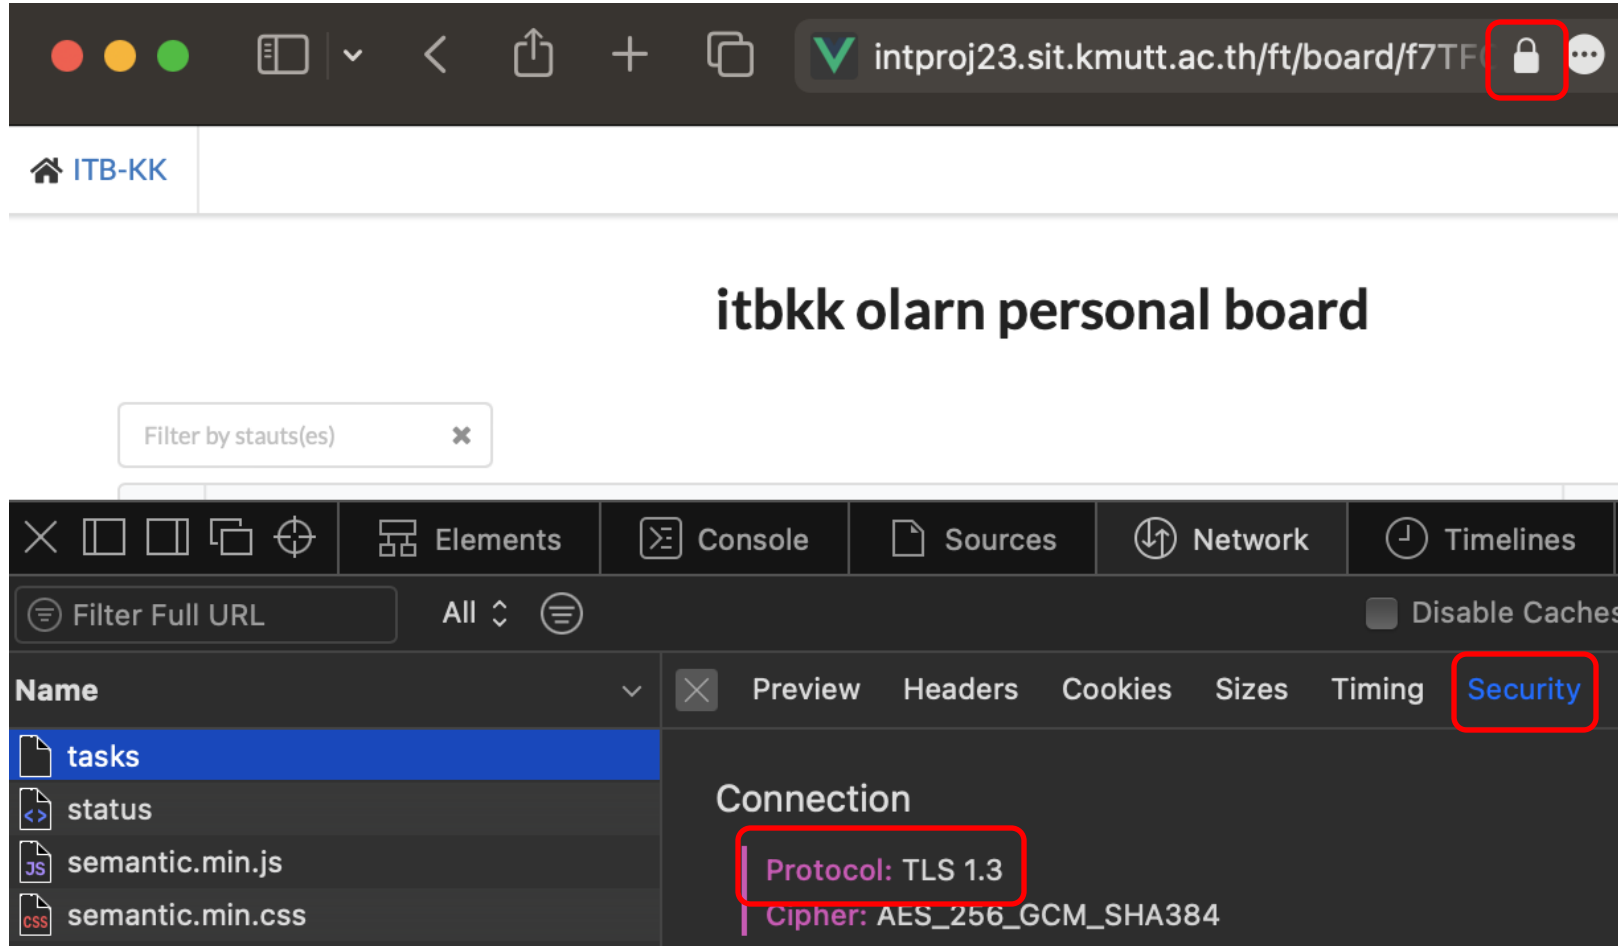 intproj23.sit.kmutt.ac.th/ft/board/f7TF
ITB-KK
itbkk olarn personal board
Filter by stauts(es)
Elements Console Sources Network Timelines
Filter Full URL All Disable Caches
Name Preview Headers Cookies Sizes Timing Security
tasks
Connection
status
Protocol: TLS 1.3
semantic.min.js
JS
Cipher: AES_256_GCM_SHA384
semantic.min.css
CSS